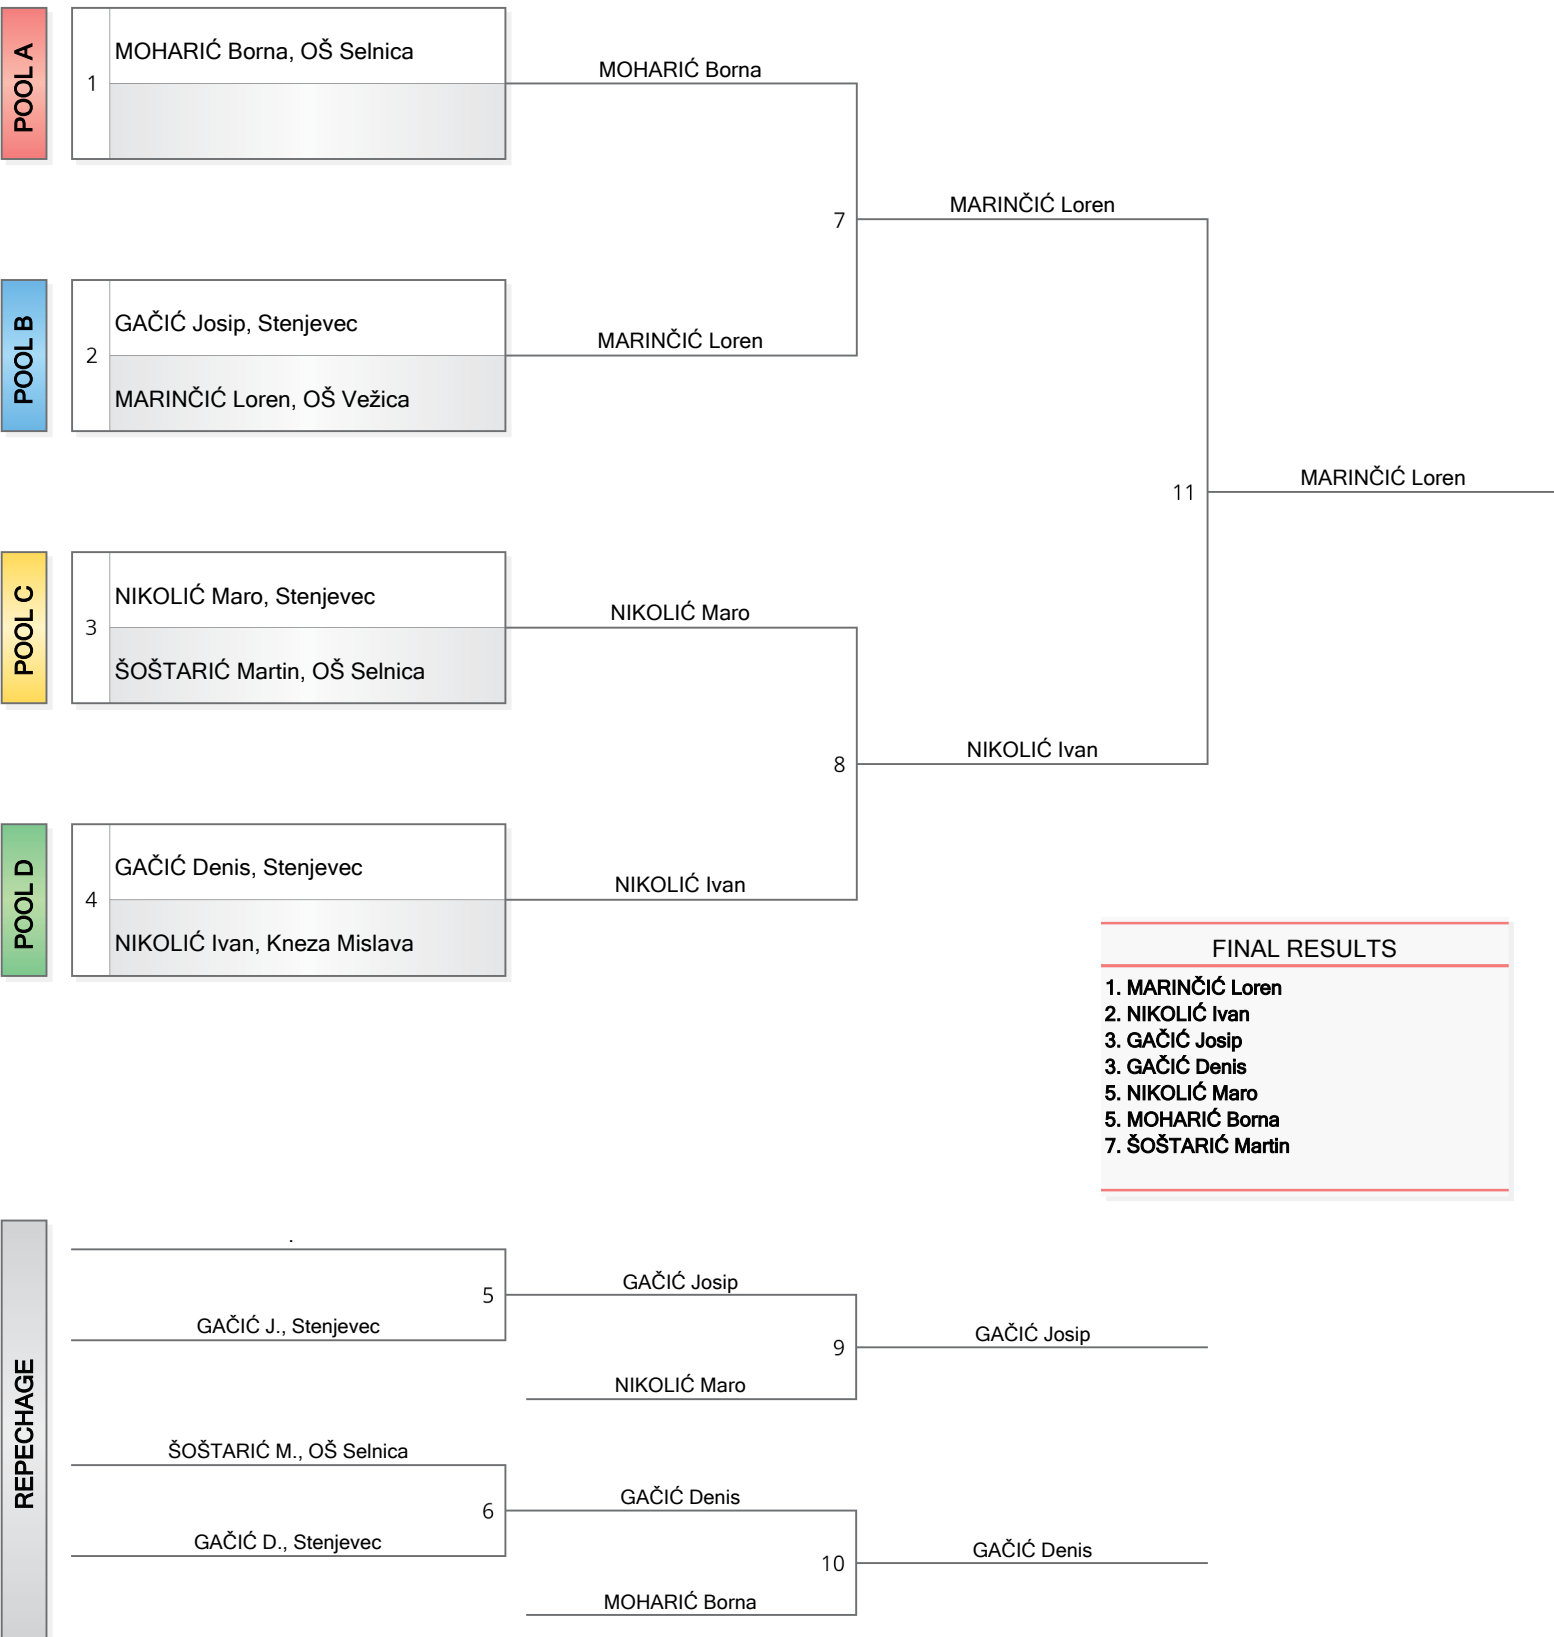 POOL A
1
MOHARIĆ Borna, OŠ Selnica
MOHARIĆ Borna
7
MARINČIĆ Loren
POOL B
2
GAČIĆ Josip, Stenjevec
MARINČIĆ Loren, OŠ Vežica
MARINČIĆ Loren
11
MARINČIĆ Loren
POOL C
3
NIKOLIĆ Maro, Stenjevec
ŠOŠTARIĆ Martin, OŠ Selnica
NIKOLIĆ Maro
8
NIKOLIĆ Ivan
POOL D
4
GAČIĆ Denis, Stenjevec
NIKOLIĆ Ivan, Kneza Mislava
NIKOLIĆ Ivan
FINAL RESULTS
1. MARINČIĆ Loren
2. NIKOLIĆ Ivan
3. GAČIĆ Josip
3. GAČIĆ Denis
5. NIKOLIĆ Maro
5. MOHARIĆ Borna
7. ŠOŠTARIĆ Martin
REPECHAGE
.
5
GAČIĆ J., Stenjevec
GAČIĆ Josip
9
GAČIĆ Josip
NIKOLIĆ Maro
ŠOŠTARIĆ M., OŠ Selnica
6
GAČIĆ D., Stenjevec
GAČIĆ Denis
10
GAČIĆ Denis
MOHARIĆ Borna